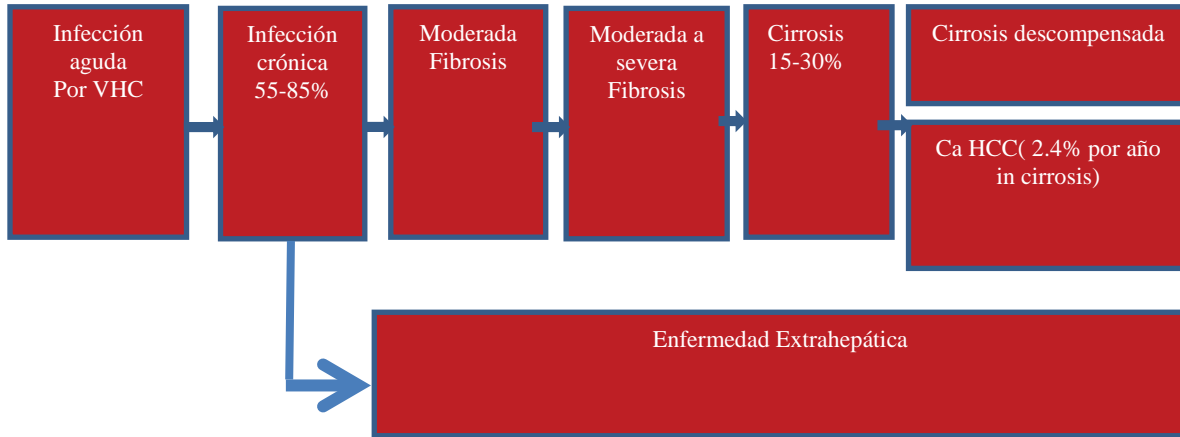 Infección
aguda
Por VHC
Infección
crónica
55-85%
Moderada
Fibrosis
Moderada a
severa
Fibrosis
Cirrosis
15-30%
Cirrosis descompensada
Ca HCC( 2.4% por año
in cirrosis)
Enfermedad Extrahepática